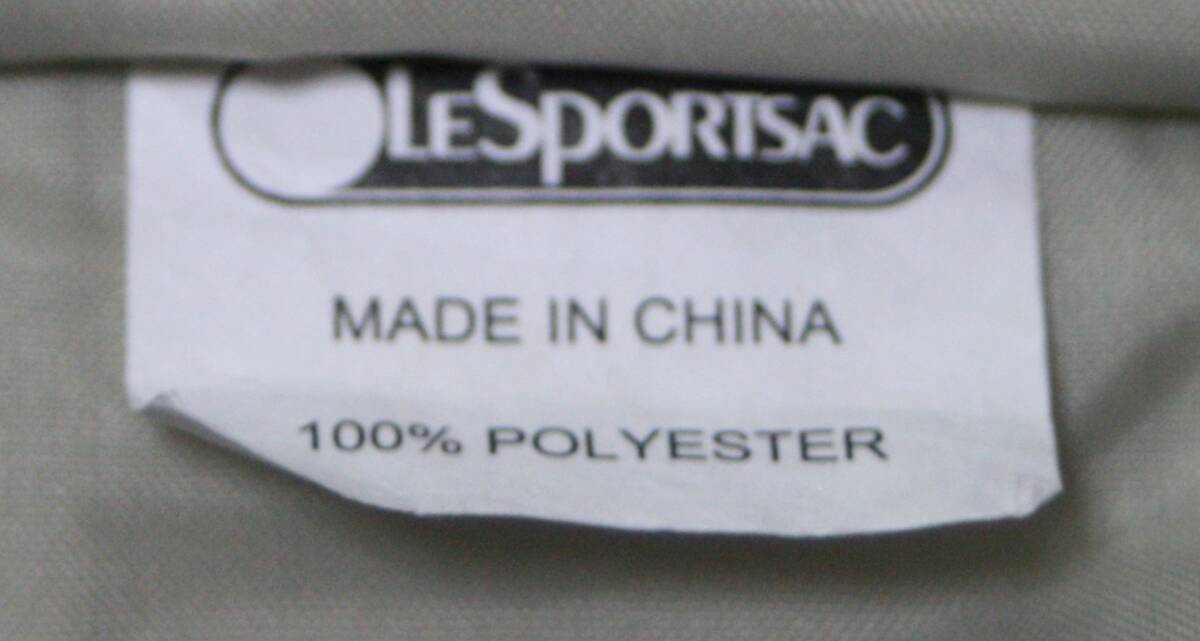 LESPORTSAC
MADE IN CHINA
100% POLYESTER